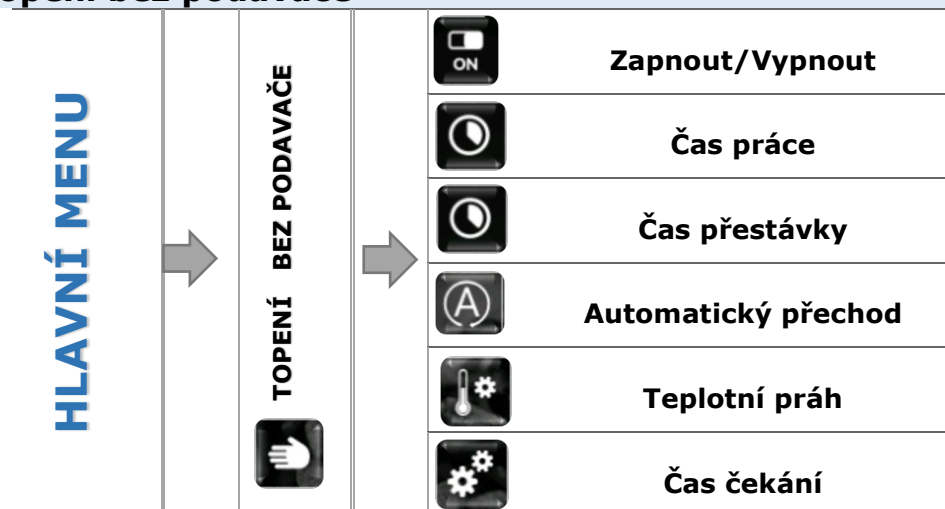 HLAVNÍ MENU
TOPENÍ BEZ PODAVAČE
ON
Zapnout/Vypnout
Čas práce
Čas přestávky
A
Automatický přechod
Teplotní práh
Čas čekání